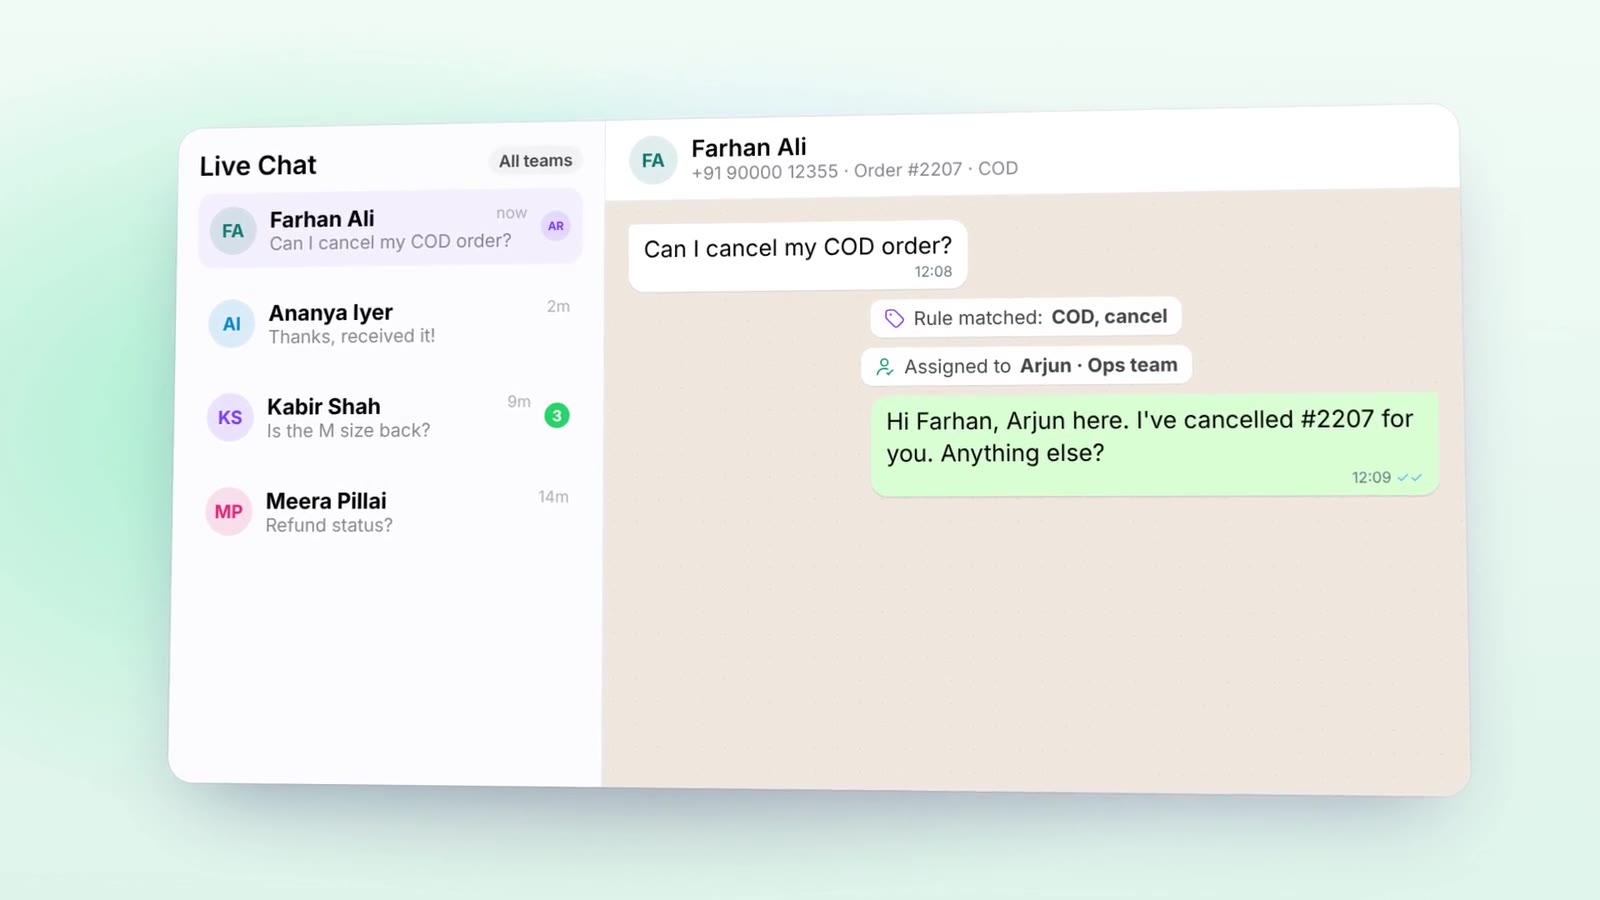 Live Chat
All teams
FA
Farhan Ali
now
Can I cancel my COD order?
AR
AI
Ananya Iyer
2m
Thanks, received it!
KS
Kabir Shah
9m
Is the M size back?
3
MP
Meera Pillai
14m
Refund status?
FA
Farhan Ali
+91 90000 12355 · Order #2207 · COD
Can I cancel my COD order?
12:08
Rule matched: COD, cancel
Assigned to Arjun · Ops team
Hi Farhan, Arjun here. I've cancelled #2207 for
you. Anything else?
12:09